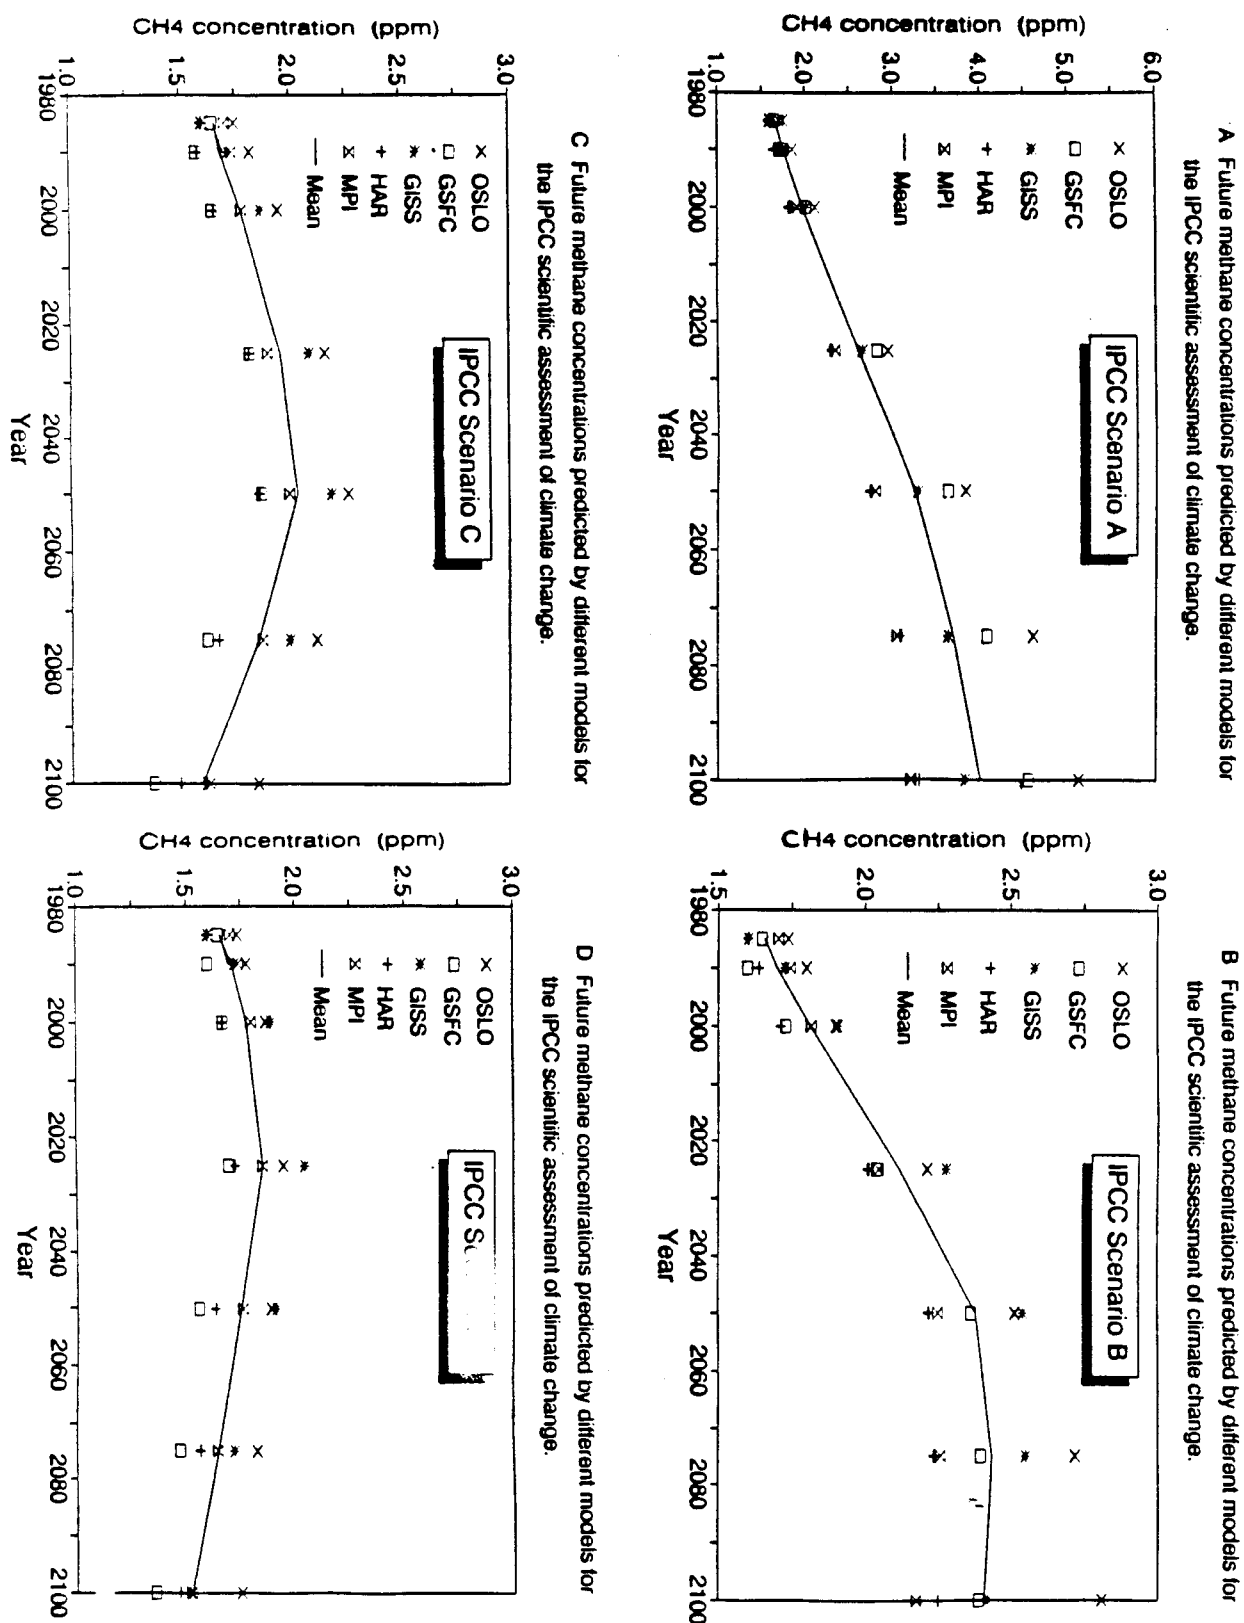 A Future methane concentrations predicted by different models for
the IPCC scientific assessment of climate change.
CH4 concentration (ppm)
6.0
5.0
4.0
3.0
2.0
1.0
× OSLO
□ GSFC
* GISS
+ HAR
MPI
— Mean
IPCC Scenario A
1980
2000
2020
2040
2060
2080
2100
Year
B Future methane concentrations predicted by different models for
the IPCC scientific assessment of climate change.
CH4 concentration (ppm)
3.0
2.5
2.0
1.5
× OSLO
□ GSFC
* GISS
+ HAR
MPI
— Mean
IPCC Scenario B
1980
2000
2020
2040
2060
2080
2100
Year
C Future methane concentrations predicted by different models for
the IPCC scientific assessment of climate change.
CH4 concentration (ppm)
3.0
2.0
1.5
1.0
× OSLO
□ GSFC
* GISS
+ HAR
MPI
— Mean
IPCC Scenario C
1980
2000
2020
2040
2060
2080
2100
Year
D Future methane concentrations predicted by different models for
the IPCC scientific assessment of climate change.
CH4 concentration (ppm)
3.0
2.0
1.5
1.0
× OSLO
□ GSFC
* GISS
+ HAR
MPI
— Mean
IPCC
1980
2000
2020
2040
2060
2080
2100
Year